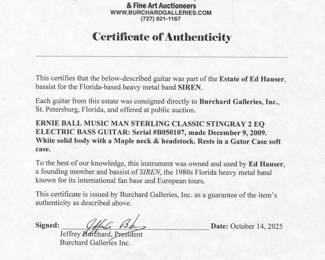 & Fine Art Auctioneers
WWW.BURCHARDGALLERIES.COM
(727) 821-1167
Certificate of Authenticity
This certifies that the below-described guitar was part of the Estate of Ed Hauser,
bassist for the Florida-based heavy metal band SIREN.
Each guitar from this estate was consigned directly to Burchard Galleries, Inc.,
St. Petersburg, Florida, and offered at public auction.
ERNIE BALL MUSIC MAN STERLING CLASSIC STINGRAY 2 EQ
ELECTRIC BASS GUITAR: Serial #B050107, made December 9, 2009.
White solid body with a Maple neck & headstock. Rests in a Gator Case soft
case.
To the best of our knowledge, this instrument was owned and used by Ed Hauser,
a founding member and bassist of SIREN, the 1980s Florida heavy metal band
known for its international fan base and European tours.
This certificate is issued by Burchard Galleries, Inc. as a guarantee of the item's
authenticity as described above.
Signed: Date: October 14, 2025
Jeffrey Burchard, President
Burchard Galleries Inc.